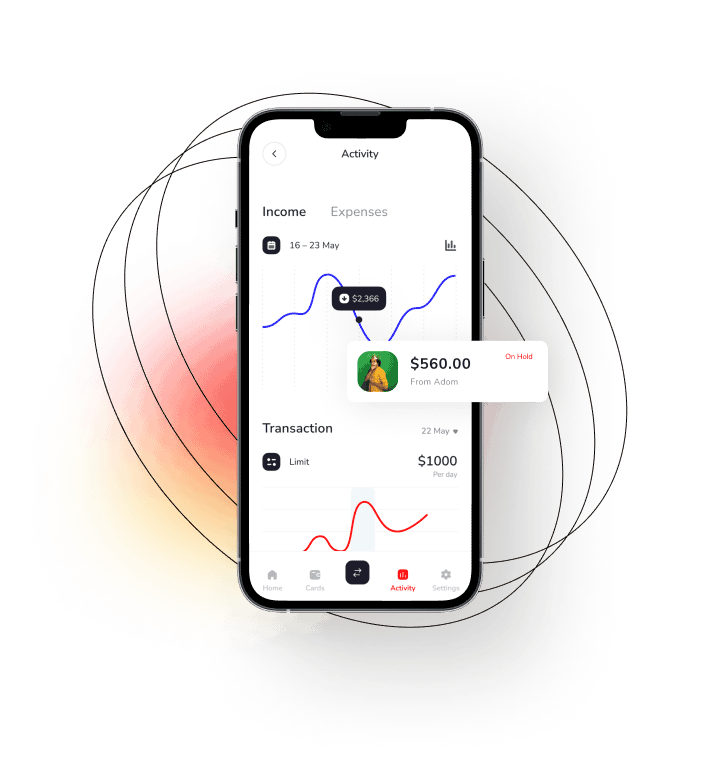 Activity
Income Expenses
16 – 23 May
$2,366
$560.00 On Hold
From Adom
Transaction 22 May
Limit $1000
Per day
Home Cards Activity Settings